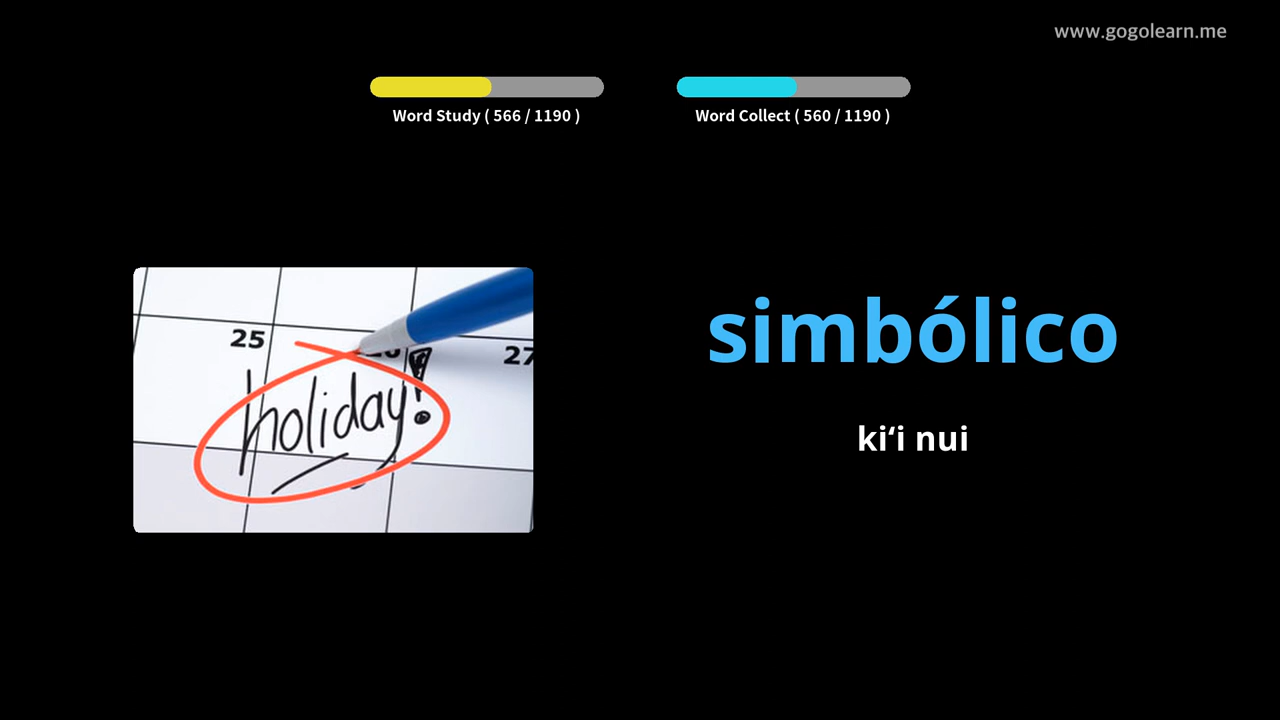 www.gogolearn.me
Word Study ( 566 / 1190 )
Word Collect ( 560 / 1190 )
25
27
holiday!
simbólico
kiʻi nui